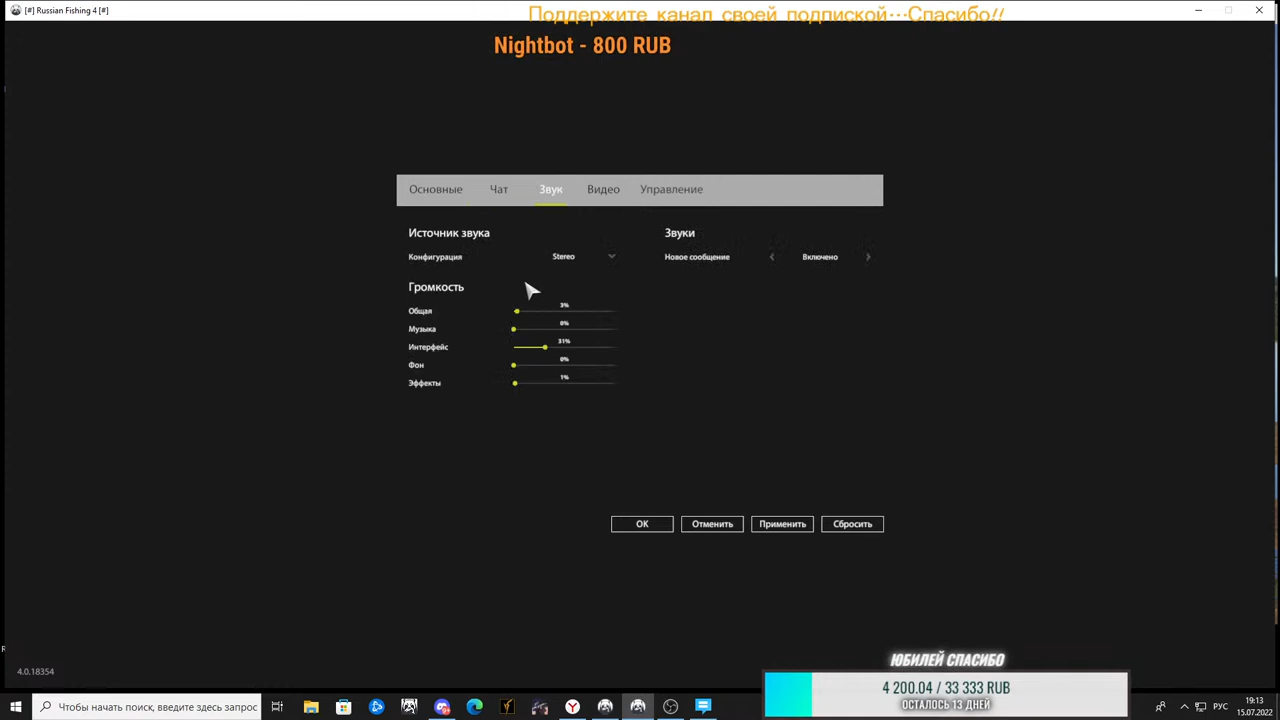 [#] Russian Fishing 4 [#]
Поддержите канал своей подпиской...Спасибо!!
Nightbot - 800 RUB
Основные Чат Звук Видео Управление
Источник звука Звуки
Конфигурация Stereo Новое сообщение Включено
Громкость
Общая 3%
Музыка 0%
Интерфейс 31%
Фон 0%
Эффекты 1%
OK Отменить Применить Сбросить
4.0.18354
ЮБИЛЕЙ СПАСИБО
4 200.04 / 33 333 RUB
ОСТАЛОСЬ 13 ДНЕЙ
Чтобы начать поиск, введите здесь запрос
РУС
19:13
15.07.2022